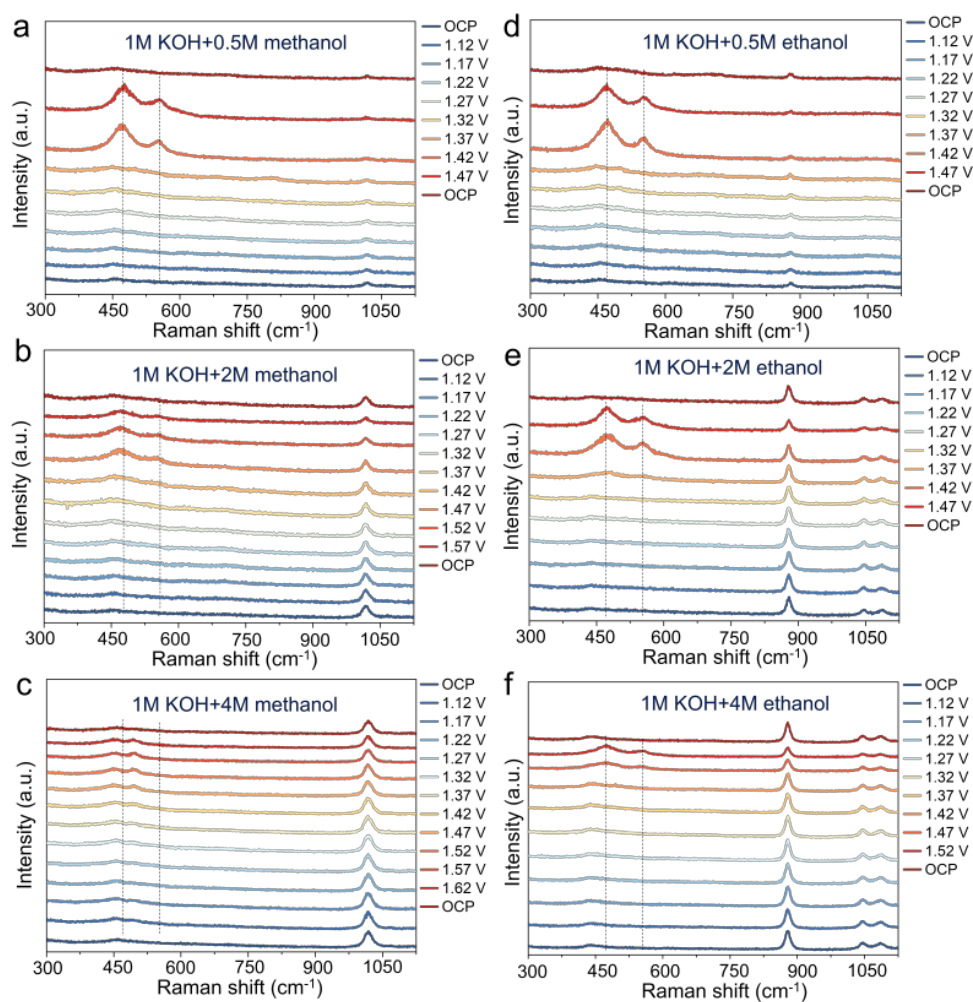 a
1M KOH+0.5M methanol
Intensity (a.u.)
300 450 600 750 900 1050
Raman shift (cm⁻¹)
OCP
1.12 V
1.17 V
1.22 V
1.27 V
1.32 V
1.37 V
1.42 V
1.47 V
OCP
d
1M KOH+0.5M ethanol
Intensity (a.u.)
300 450 600 750 900 1050
Raman shift (cm⁻¹)
OCP
1.12 V
1.17 V
1.22 V
1.27 V
1.32 V
1.37 V
1.42 V
1.47 V
OCP
b
1M KOH+2M methanol
Intensity (a.u.)
300 450 600 750 900 1050
Raman shift (cm⁻¹)
OCP
1.12 V
1.17 V
1.22 V
1.27 V
1.32 V
1.37 V
1.42 V
1.47 V
1.52 V
1.57 V
OCP
e
1M KOH+2M ethanol
Intensity (a.u.)
300 450 600 750 900 1050
Raman shift (cm⁻¹)
OCP
1.12 V
1.17 V
1.22 V
1.27 V
1.32 V
1.37 V
1.42 V
1.47 V
OCP
c
1M KOH+4M methanol
Intensity (a.u.)
300 450 600 750 900 1050
Raman shift (cm⁻¹)
OCP
1.12 V
1.17 V
1.22 V
1.27 V
1.32 V
1.37 V
1.42 V
1.47 V
1.52 V
1.57 V
1.62 V
OCP
f
1M KOH+4M ethanol
Intensity (a.u.)
300 450 600 750 900 1050
Raman shift (cm⁻¹)
OCP
1.12 V
1.17 V
1.22 V
1.27 V
1.32 V
1.37 V
1.42 V
1.47 V
1.52 V
OCP